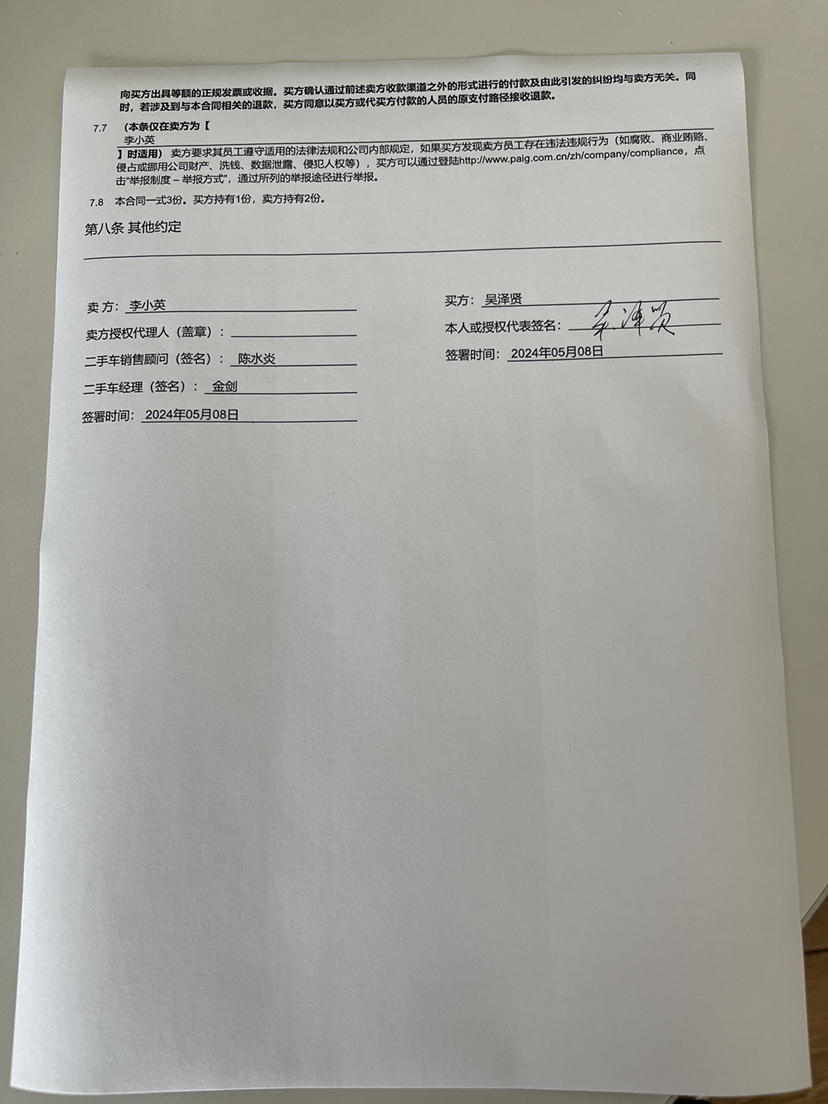 向买方出具等额的正规发票或收据。买方确认通过前述卖方收款渠道之外的形式进行的付款及由此引发的纠纷均与卖方无关。同
时，若涉及到与本合同相关的退款，买方同意以买方或代买方付款的人员的原支付路径接收退款。
7.7 （本条仅在卖方为【
李小英
】时适用）卖方要求其员工遵守适用的法律法规和公司内部规定，如果买方发现卖方员工存在违法违规行为（如腐败、商业贿赂、
侵占或挪用公司财产、洗钱、数据泄露、侵犯人权等），买方可以通过登陆http://www.paig.com.cn/zh/company/compliance，点
击“举报制度 – 举报方式”，通过所列的举报途径进行举报。
7.8 本合同一式3份。买方持有1份，卖方持有2份。
第八条 其他约定
卖 方： 李小英
卖方授权代理人（盖章）：
二手车销售顾问（签名）： 陈水炎
二手车经理（签名）： 金剑
签署时间： 2024年05月08日
买方： 吴泽贤
本人或授权代表签名： 吴泽贤
签署时间： 2024年05月08日